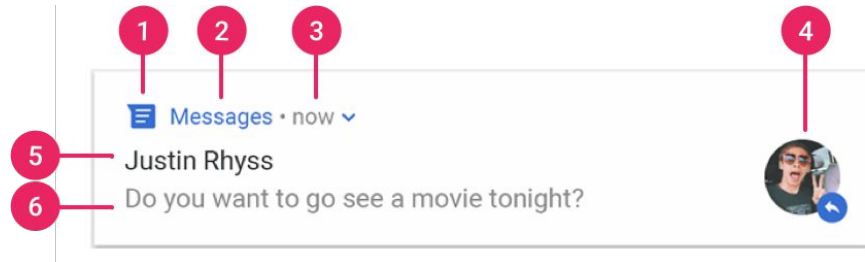 1 2 3 4
Messages • now
5 Justin Rhyss
6 Do you want to go see a movie tonight?